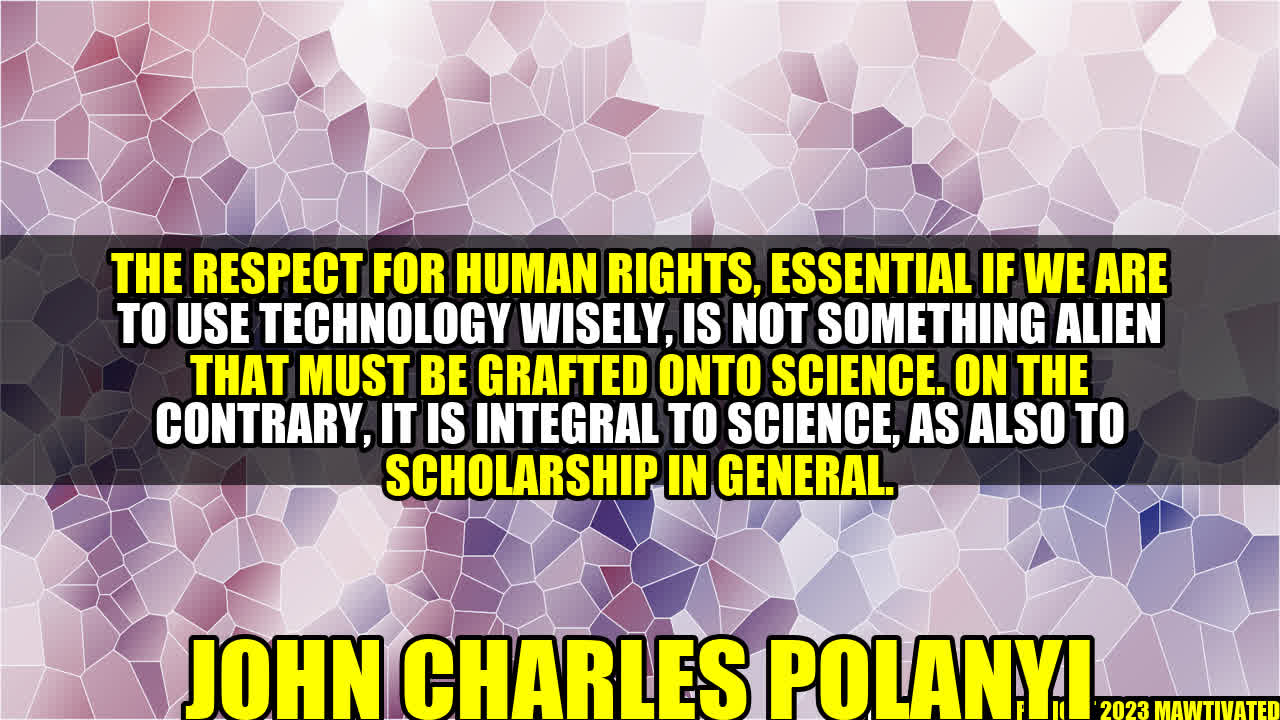 THE RESPECT FOR HUMAN RIGHTS, ESSENTIAL IF WE ARE
TO USE TECHNOLOGY WISELY, IS NOT SOMETHING ALIEN
THAT MUST BE GRAFTED ONTO SCIENCE. ON THE
CONTRARY, IT IS INTEGRAL TO SCIENCE, AS ALSO TO
SCHOLARSHIP IN GENERAL.
JOHN CHARLES POLANYI
2023 MAWTIVATED